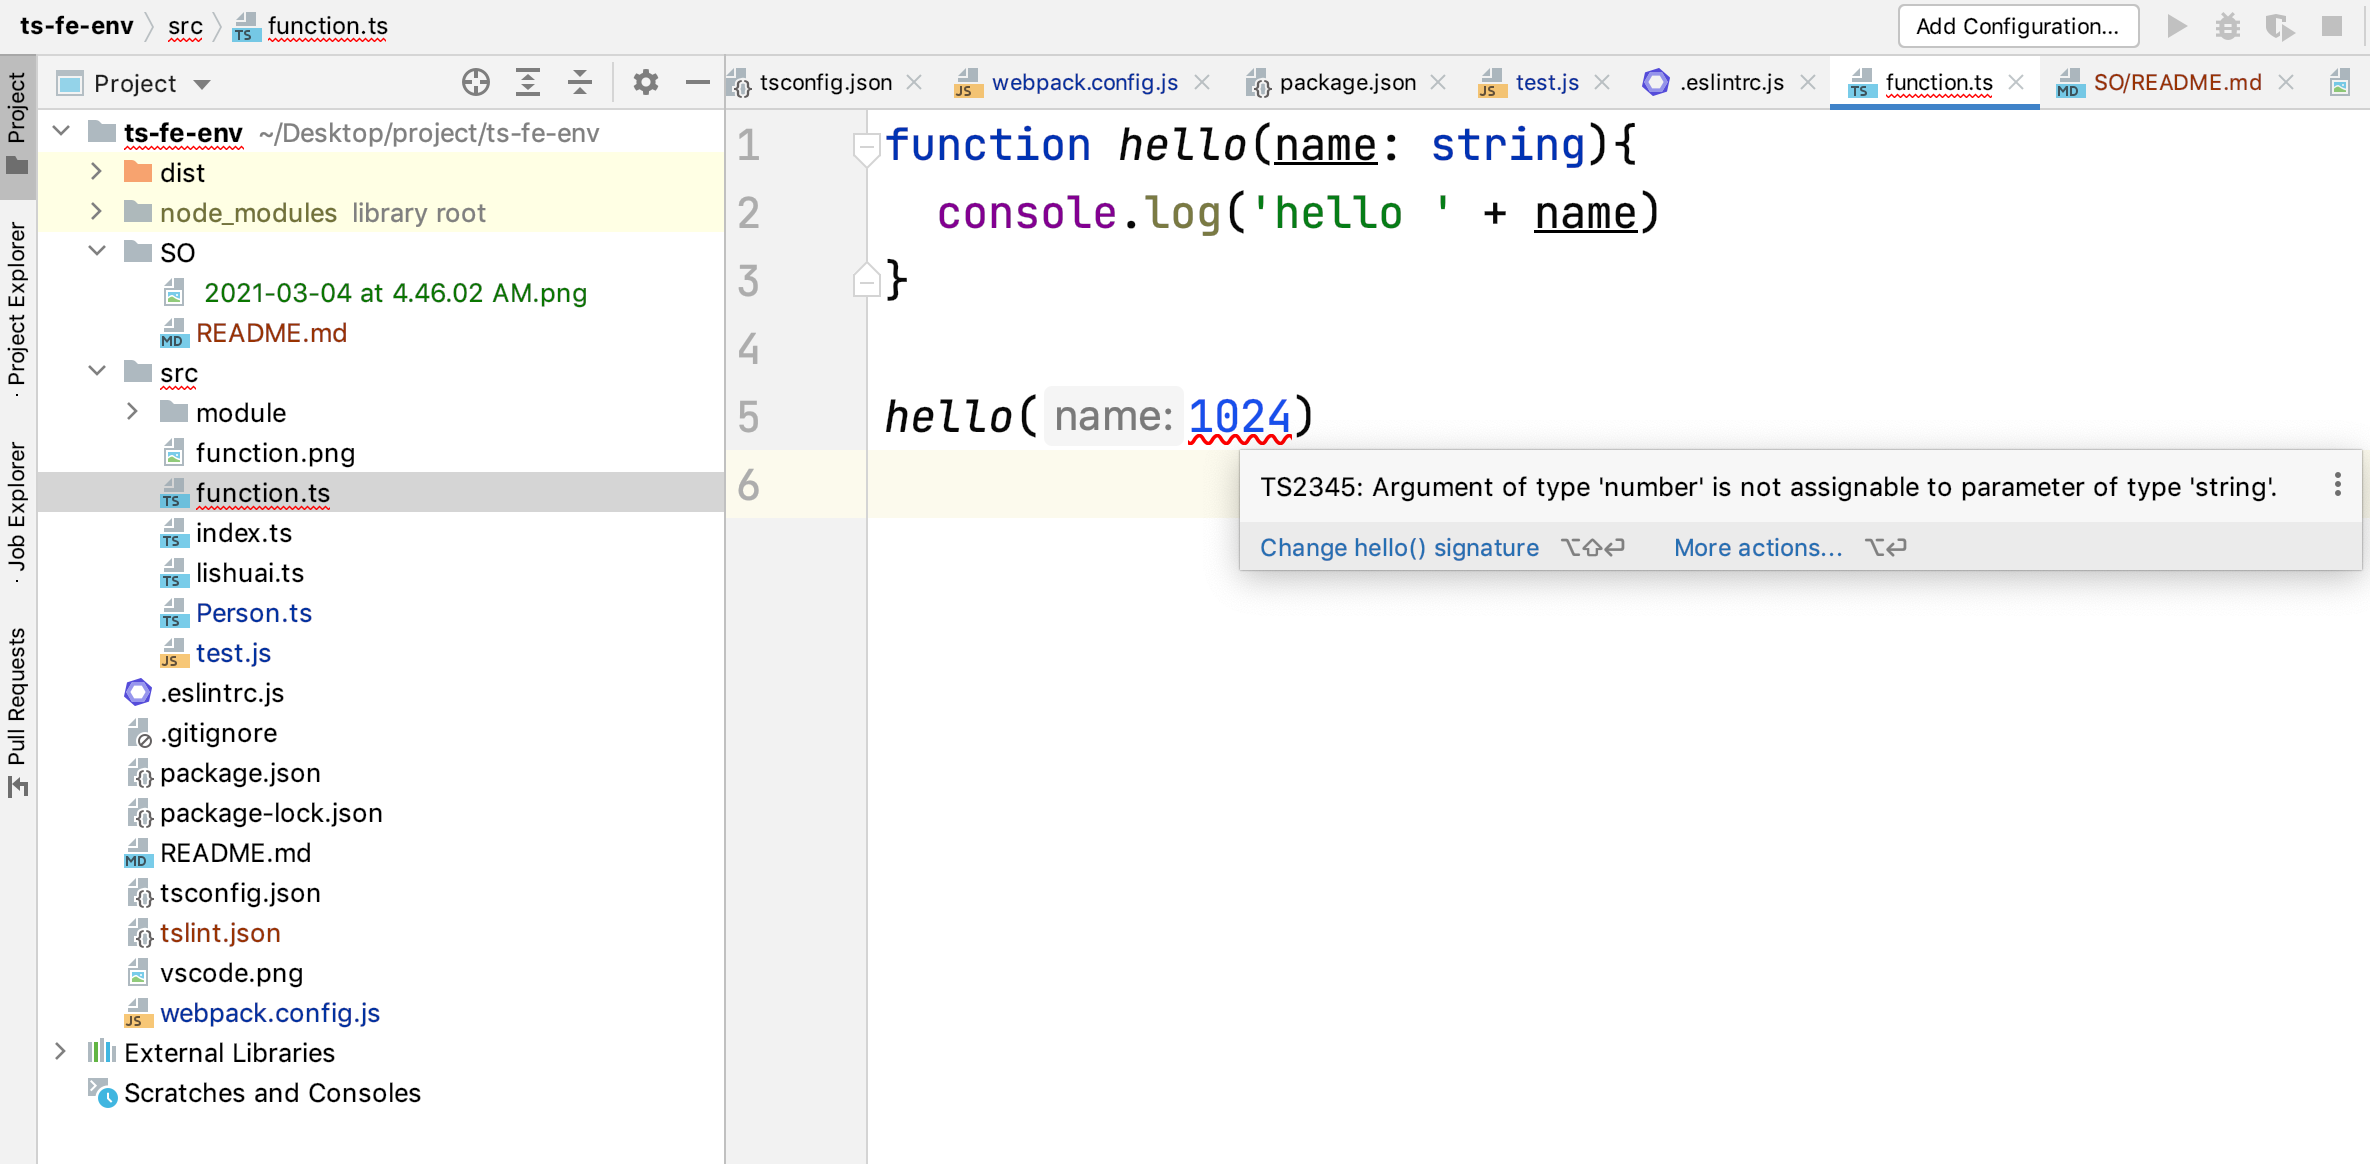 ts-fe-env src function.ts Add Configuration...
Project
tsconfig.json webpack.config.js package.json test.js .eslintrc.js function.ts SO/README.md
Project
Project Explorer
Job Explorer
Pull Requests
ts-fe-env ~/Desktop/project/ts-fe-env
dist
node_modules library root
SO
2021-03-04 at 4.46.02 AM.png
MD README.md
src
module
function.png
TS function.ts
TS index.ts
TS lishuai.ts
TS Person.ts
JS test.js
.eslintrc.js
.gitignore
package.json
package-lock.json
MD README.md
tsconfig.json
tslint.json
vscode.png
JS webpack.config.js
External Libraries
Scratches and Consoles
1 function hello(name: string){
2 console.log('hello ' + name)
3 }
4
5 hello( name: 1024)
6
TS2345: Argument of type 'number' is not assignable to parameter of type 'string'.
Change hello() signature ⌥⇧⏎ More actions... ⌥⏎